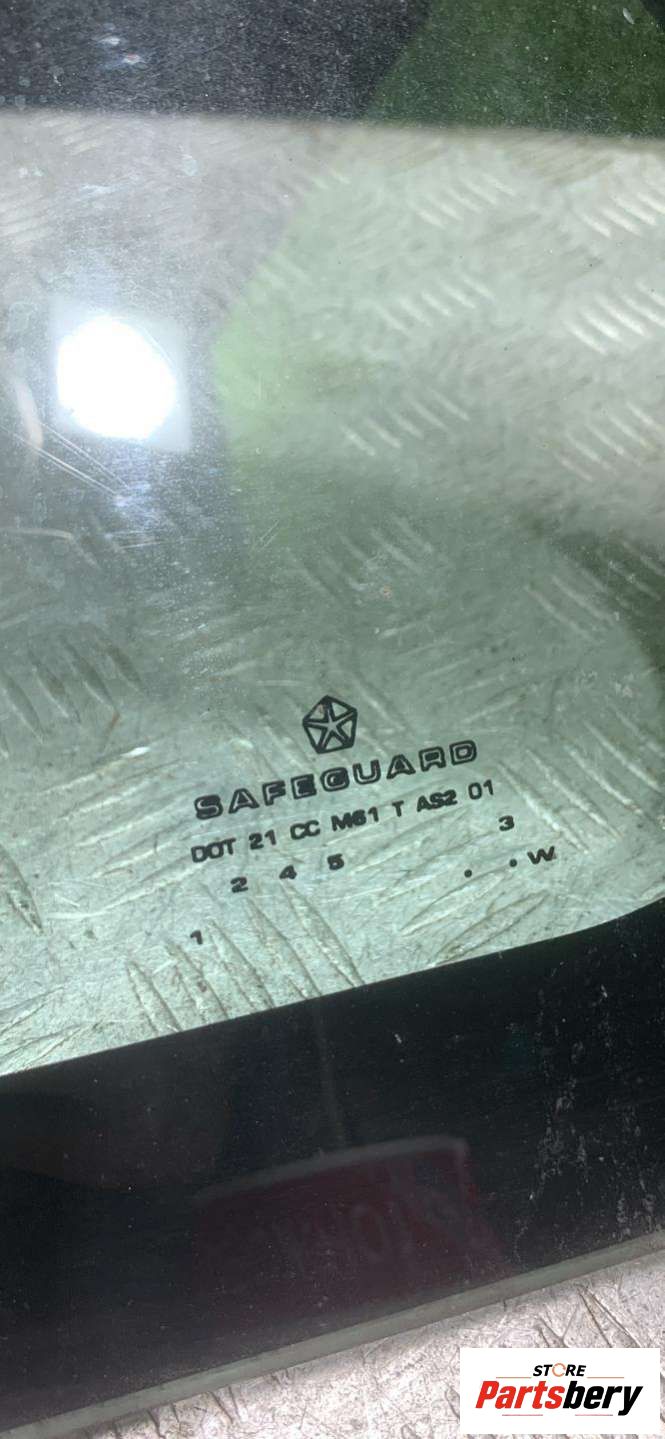 SAFEGUARD
DOT 21 CC M61 T AS2 01
2 4 5 3
1 . . W
STORE
Partsbery